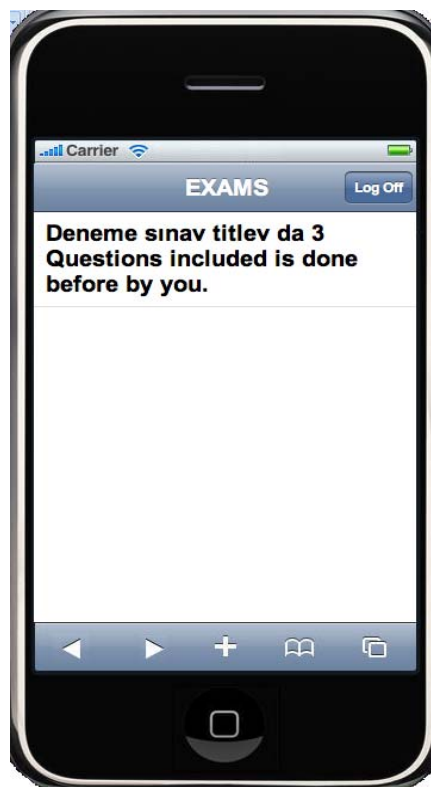 Carrier
EXAMS
Log Off
Deneme sınav titlev da 3
Questions included is done
before by you.